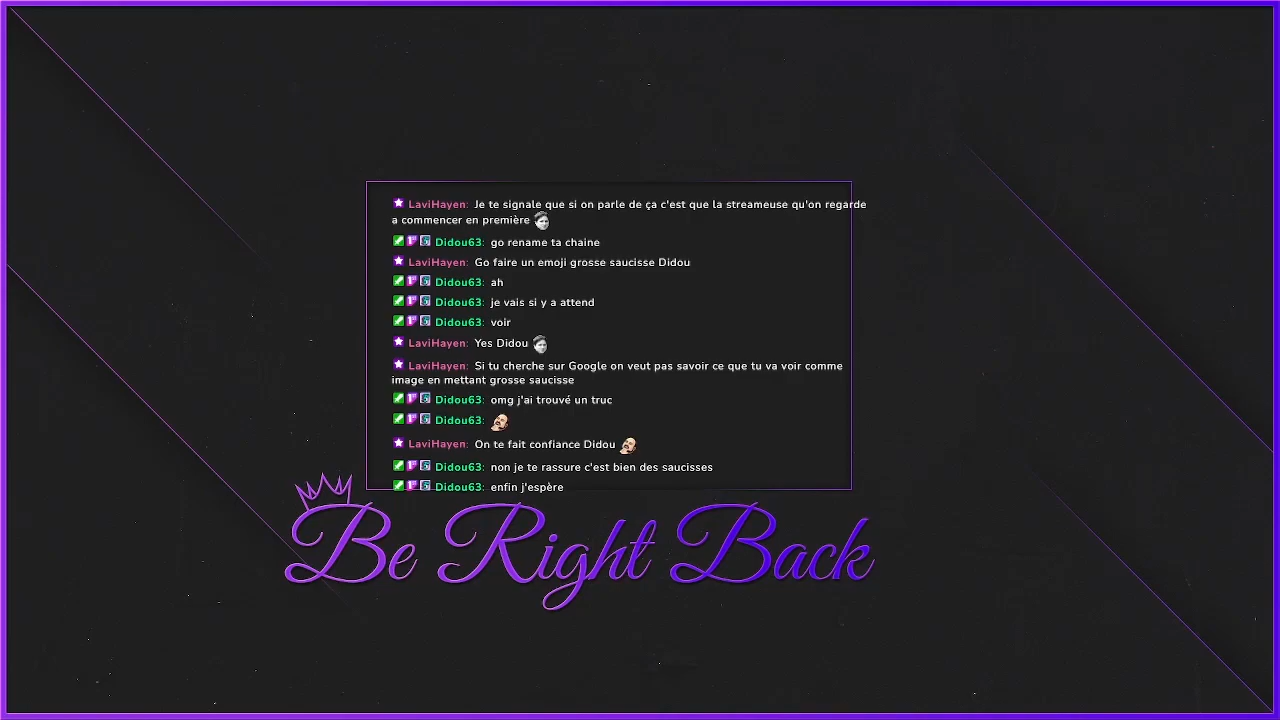 LaviHayen: Je te signale que si on parle de ça c'est que la streameuse qu'on regarde
a commencer en première
Didou63: go rename ta chaine
LaviHayen: Go faire un emoji grosse saucisse Didou
Didou63: ah
Didou63: je vais si y a attend
Didou63: voir
LaviHayen: Yes Didou
LaviHayen: Si tu cherche sur Google on veut pas savoir ce que tu va voir comme
image en mettant grosse saucisse
Didou63: omg j'ai trouvé un truc
Didou63:
LaviHayen: On te fait confiance Didou
Didou63: non je te rassure c'est bien des saucisses
Didou63: enfin j'espère
Be Right Back